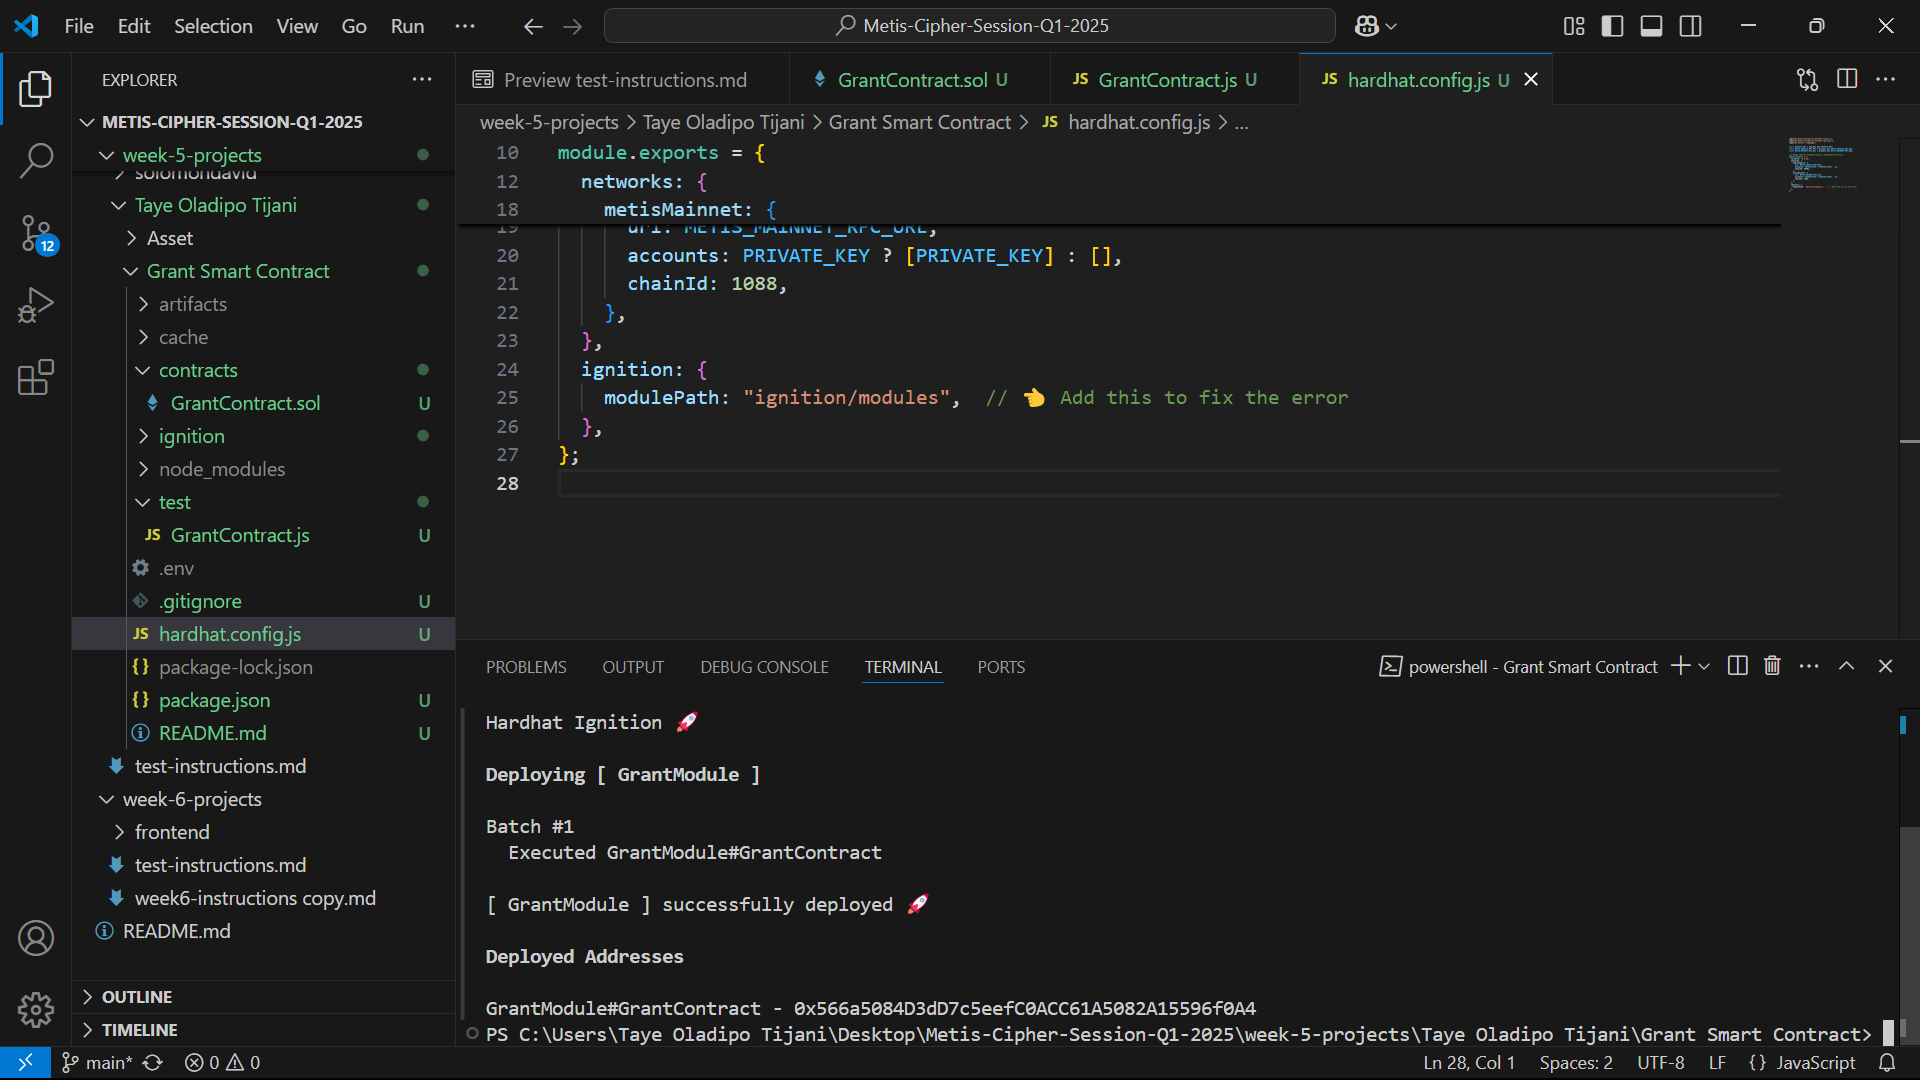 File Edit Selection View Go Run ···
Metis-Cipher-Session-Q1-2025
EXPLORER
METIS-CIPHER-SESSION-Q1-2025
week-5-projects
solomondavid
Taye Oladipo Tijani
Asset
Grant Smart Contract
artifacts
cache
contracts
GrantContract.sol U
ignition
node_modules
test
JS GrantContract.js U
.env
.gitignore U
JS hardhat.config.js U
{} package-lock.json
{} package.json U
README.md U
test-instructions.md
week-6-projects
frontend
test-instructions.md
week6-instructions copy.md
README.md
OUTLINE
TIMELINE
12
Preview test-instructions.md
GrantContract.sol U
JS GrantContract.js U
JS hardhat.config.js U
week-5-projects > Taye Oladipo Tijani > Grant Smart Contract > JS hardhat.config.js > ...
10 module.exports = {
12 networks: {
18 metisMainnet: {
19 url: METIS_MAINNET_RPC_URL,
20 accounts: PRIVATE_KEY ? [PRIVATE_KEY] : [],
21 chainId: 1088,
22 },
23 },
24 ignition: {
25 modulePath: "ignition/modules", // 👈 Add this to fix the error
26 },
27 };
28
PROBLEMS OUTPUT DEBUG CONSOLE TERMINAL PORTS
powershell - Grant Smart Contract
Hardhat Ignition 🚀
Deploying [ GrantModule ]
Batch #1
Executed GrantModule#GrantContract
[ GrantModule ] successfully deployed 🚀
Deployed Addresses
GrantModule#GrantContract - 0x566a5084D3dD7c5eefC0ACC61A5082A15596f0A4
PS C:\Users\Taye Oladipo Tijani\Desktop\Metis-Cipher-Session-Q1-2025\week-5-projects\Taye Oladipo Tijani\Grant Smart Contract>
main* 0 0
Ln 28, Col 1 Spaces: 2 UTF-8 LF {} JavaScript